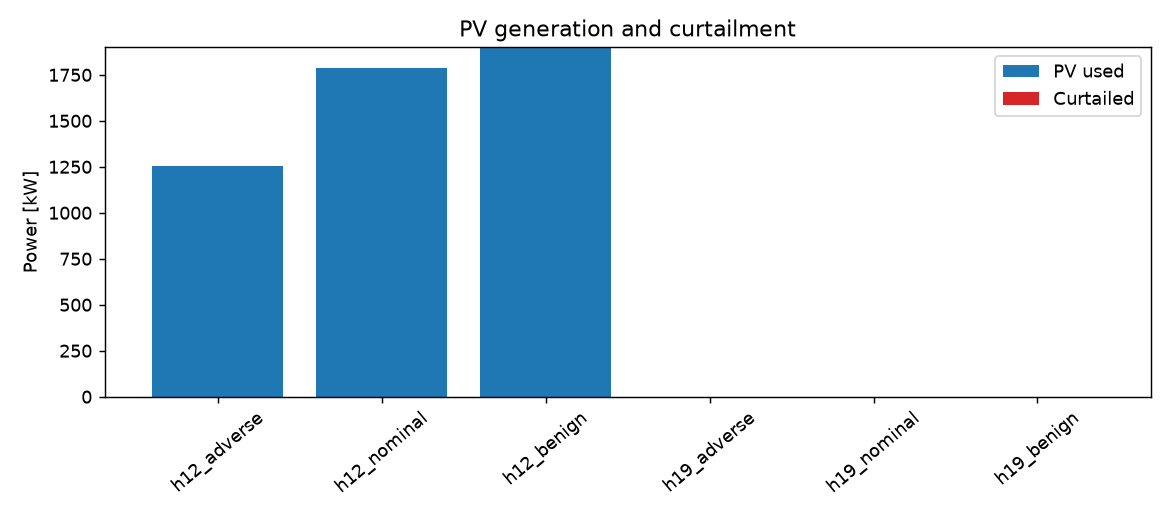 PV generation and curtailment
PV used
Curtailed
Power [kW]
1750
1500
1250
1000
750
500
250
0
h12_adverse
h12_nominal
h12_benign
h19_adverse
h19_nominal
h19_benign